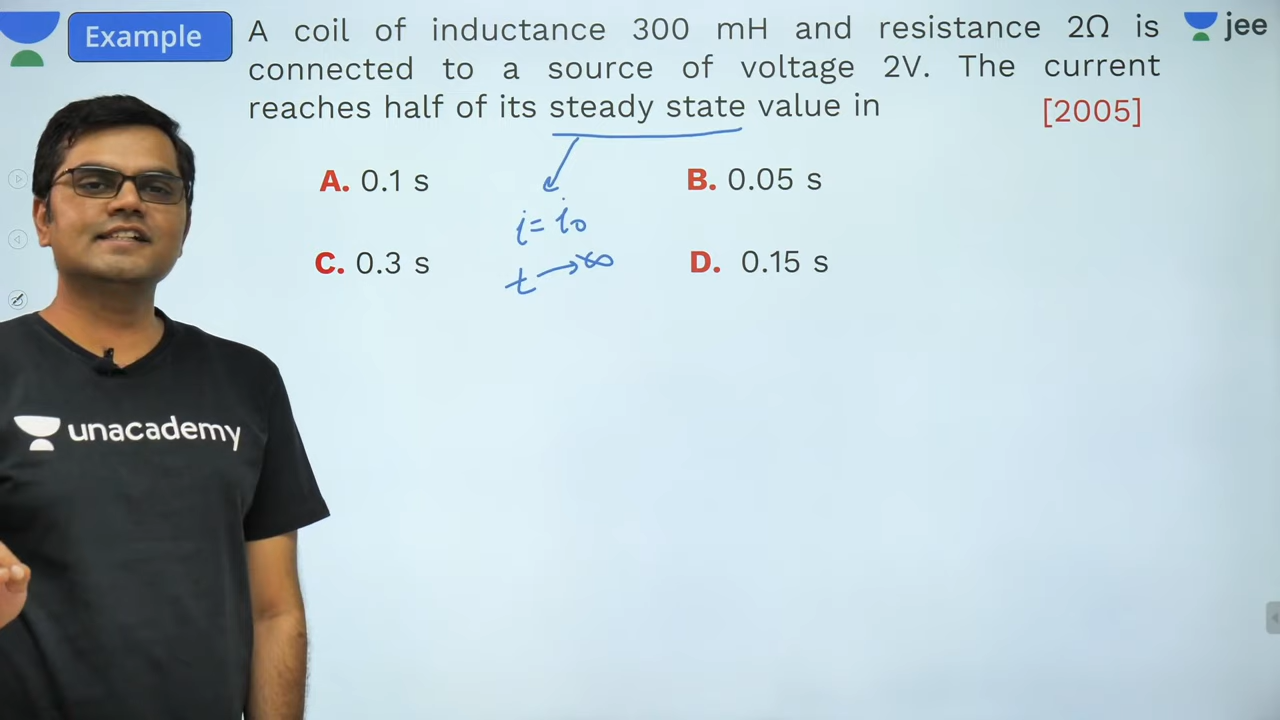 Example
A coil of inductance 300 mH and resistance 2Ω is
connected to a source of voltage 2V. The current
reaches half of its steady state value in
[2005]
jee
A. 0.1 s
B. 0.05 s
i = i₀
C. 0.3 s
D. 0.15 s
t → ∞
unacademy